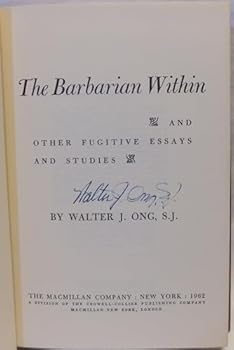 The Barbarian Within
AND
OTHER FUGITIVE ESSAYS
AND STUDIES
Walter J. Ong, S.J.
BY WALTER J. ONG, S.J.
THE MACMILLAN COMPANY : NEW YORK : 1962
A DIVISION OF THE CROWELL-COLLIER PUBLISHING COMPANY
MACMILLAN NEW YORK, LONDON